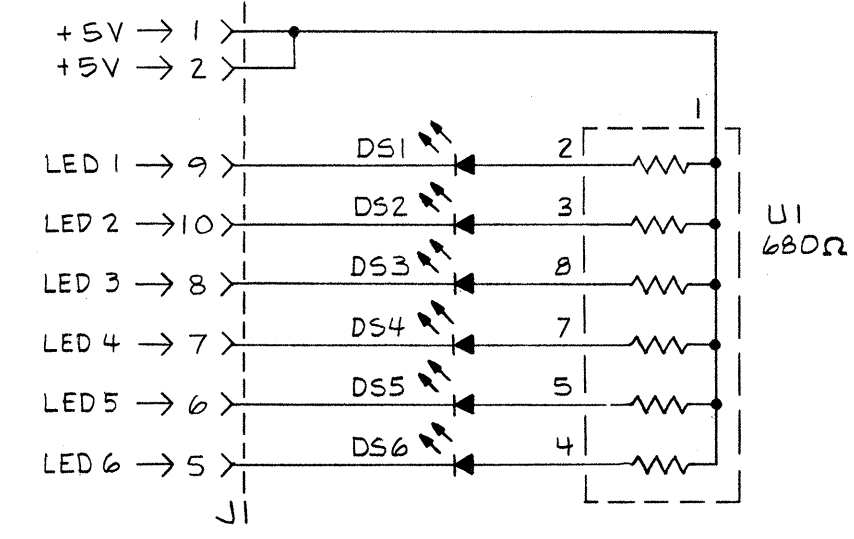 +5V → 1
+5V → 2
1
LED 1 → 9 DS1 2
LED 2 → 10 DS2 3
U1
680Ω
LED 3 → 8 DS3 8
LED 4 → 7 DS4 7
LED 5 → 6 DS5 5
LED 6 → 5 DS6 4
J1